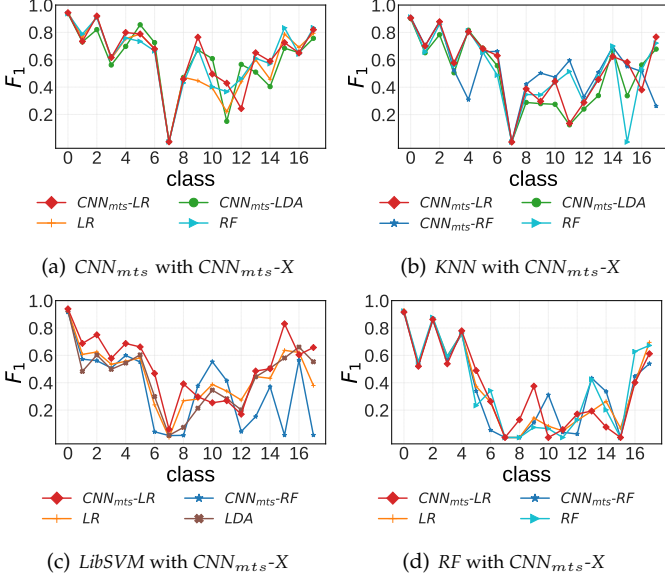 1.0
0.8
0.6
0.4
0.2
F1
0 2 4 6 8 10 12 14 16
class
CNNmts-LR CNNmts-LDA
LR RF
(a) CNNmts with CNNmts-X
1.0
0.8
0.6
0.4
0.2
F1
0 2 4 6 8 10 12 14 16
class
CNNmts-LR CNNmts-LDA
CNNmts-RF RF
(b) KNN with CNNmts-X
1.0
0.8
0.6
0.4
0.2
F1
0 2 4 6 8 10 12 14 16
class
CNNmts-LR CNNmts-RF
LR LDA
(c) LibSVM with CNNmts-X
1.0
0.8
0.6
0.4
0.2
F1
0 2 4 6 8 10 12 14 16
class
CNNmts-LR CNNmts-RF
LR RF
(d) RF with CNNmts-X